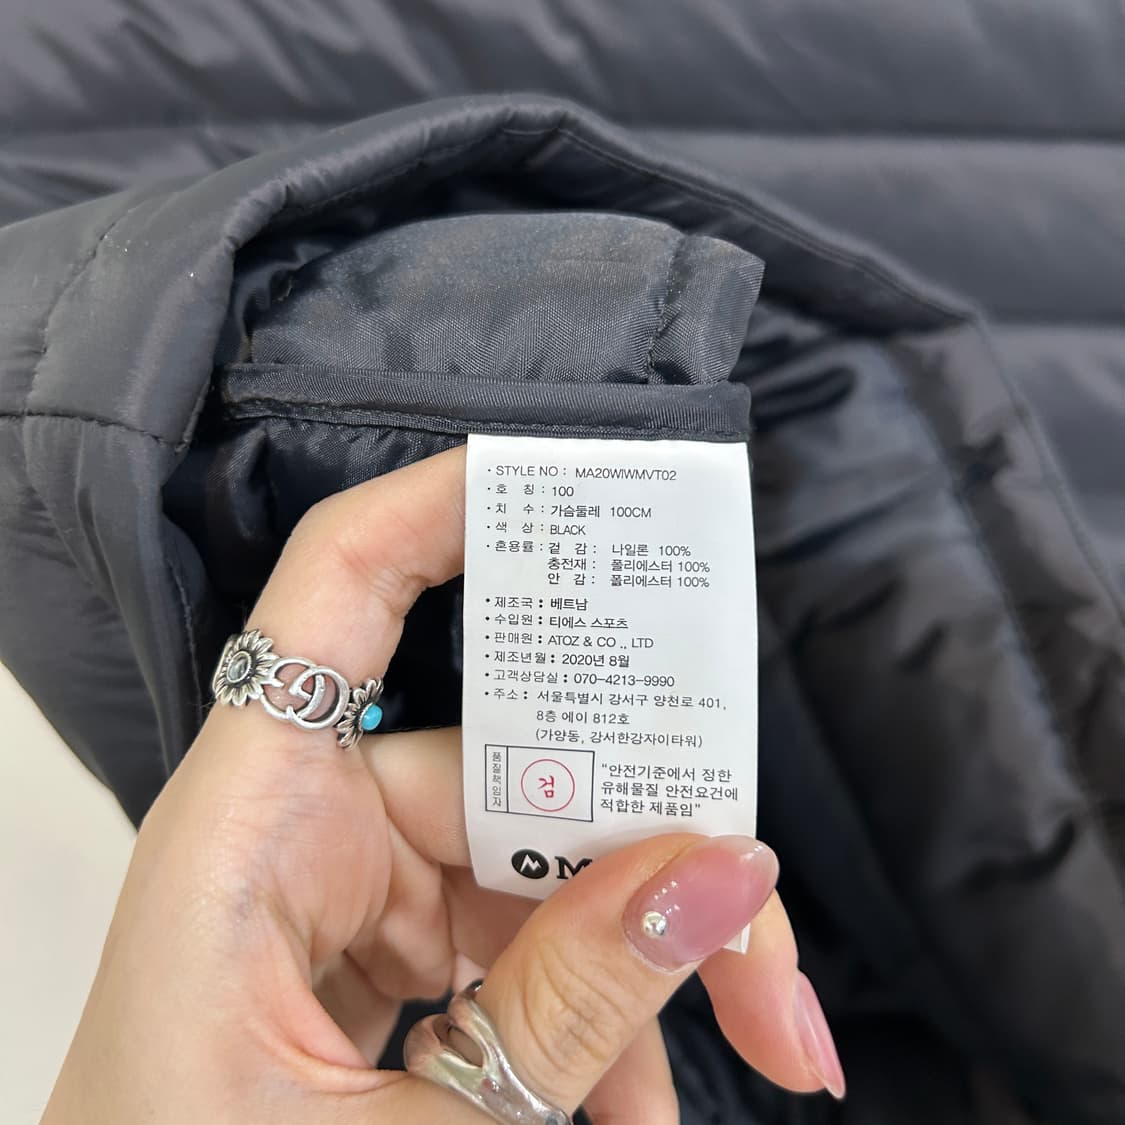 · STYLE NO : MA20WIWMVT02
· 호 칭 : 100
· 치 수 : 가슴둘레 100CM
· 색 상 : BLACK
· 혼용률 : 겉 감 : 나일론 100%
충전재 : 폴리에스터 100%
안 감 : 폴리에스터 100%
· 제조국 : 베트남
· 수입원 : 티에스 스포츠
· 판매원 : ATOZ & CO ., LTD
· 제조년월 : 2020년 8월
· 고객상담실 : 070-4213-9990
· 주소 : 서울특별시 강서구 양천로 401,
8층 에이 812호
(가양동, 강서한강자이타워)
품질책임자
검
"안전기준에서 정한
유해물질 안전요건에
적합한 제품임"